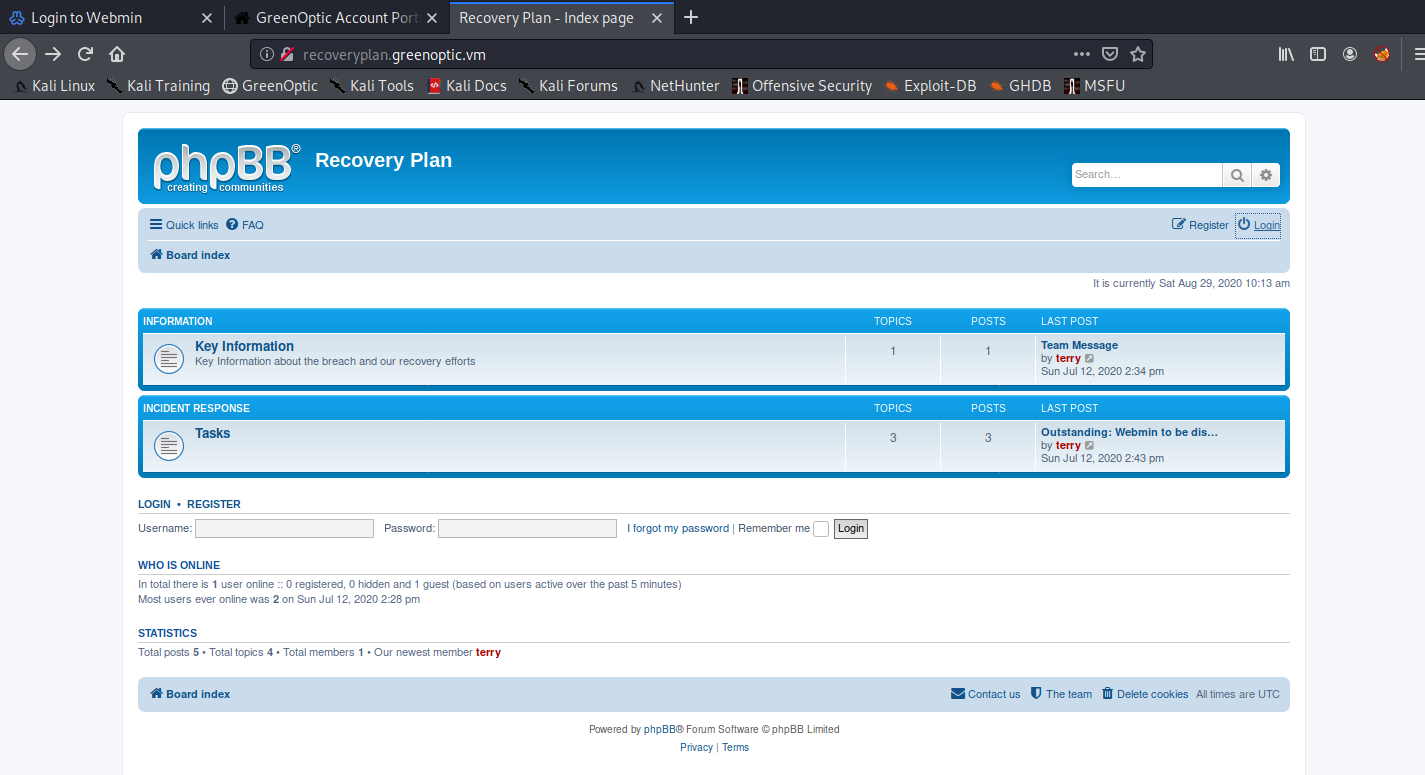 Login to Webmin
GreenOptic Account Port
Recovery Plan - Index page
recoveryplan.greenoptic.vm
Kali Linux Kali Training GreenOptic Kali Tools Kali Docs Kali Forums NetHunter Offensive Security Exploit-DB GHDB MSFU
phpBB®
creating communities
Recovery Plan
Search…
Quick links FAQ Register Login
Board index
It is currently Sat Aug 29, 2020 10:13 am
INFORMATION TOPICS POSTS LAST POST
Key Information
Key Information about the breach and our recovery efforts
1 1
Team Message
by terry
Sun Jul 12, 2020 2:34 pm
INCIDENT RESPONSE TOPICS POSTS LAST POST
Tasks
3 3
Outstanding: Webmin to be dis…
by terry
Sun Jul 12, 2020 2:43 pm
LOGIN • REGISTER
Username: Password: I forgot my password | Remember me Login
WHO IS ONLINE
In total there is 1 user online :: 0 registered, 0 hidden and 1 guest (based on users active over the past 5 minutes)
Most users ever online was 2 on Sun Jul 12, 2020 2:28 pm
STATISTICS
Total posts 5 • Total topics 4 • Total members 1 • Our newest member terry
Board index Contact us The team Delete cookies All times are UTC
Powered by phpBB® Forum Software © phpBB Limited
Privacy | Terms